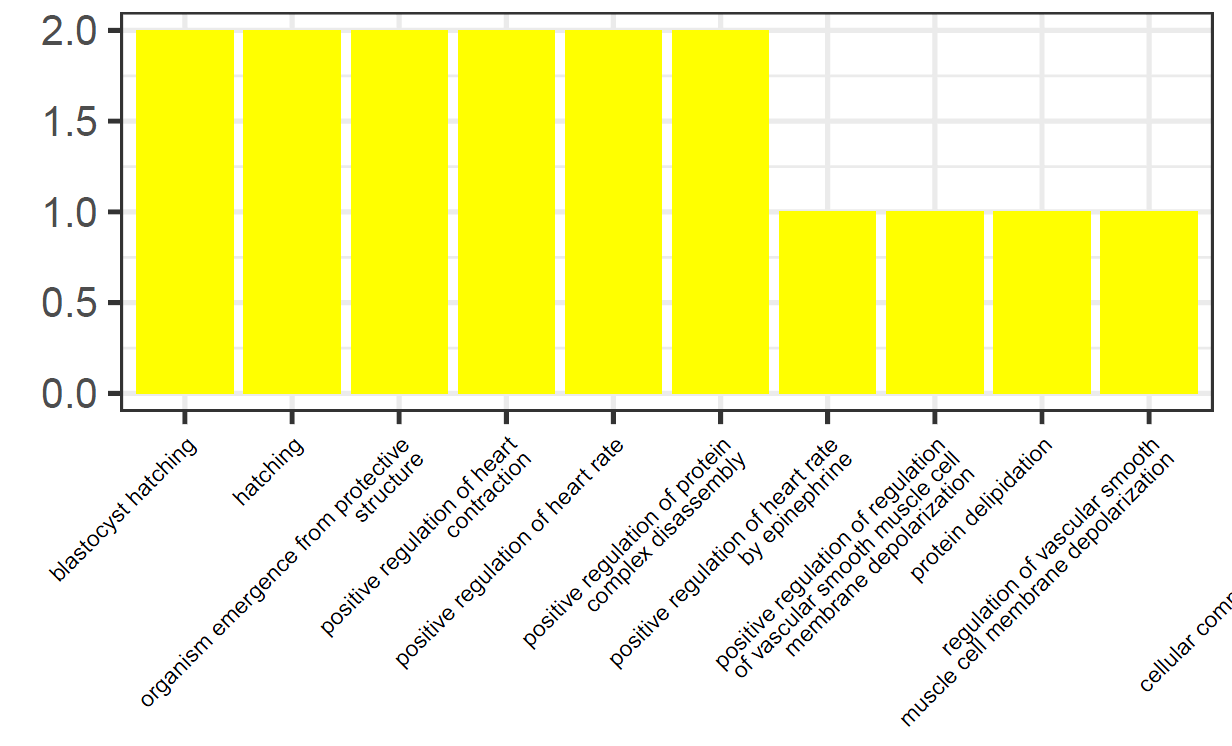 2.0
1.5
1.0
0.5
0.0
blastocyst hatching
hatching
organism emergence from protective
structure
positive regulation of heart
contraction
positive regulation of heart rate
positive regulation of protein
complex disassembly
positive regulation of heart rate
by epinephrine
positive regulation of regulation
of vascular smooth muscle cell
membrane depolarization
protein delipidation
regulation of vascular smooth
muscle cell membrane depolarization
cellular